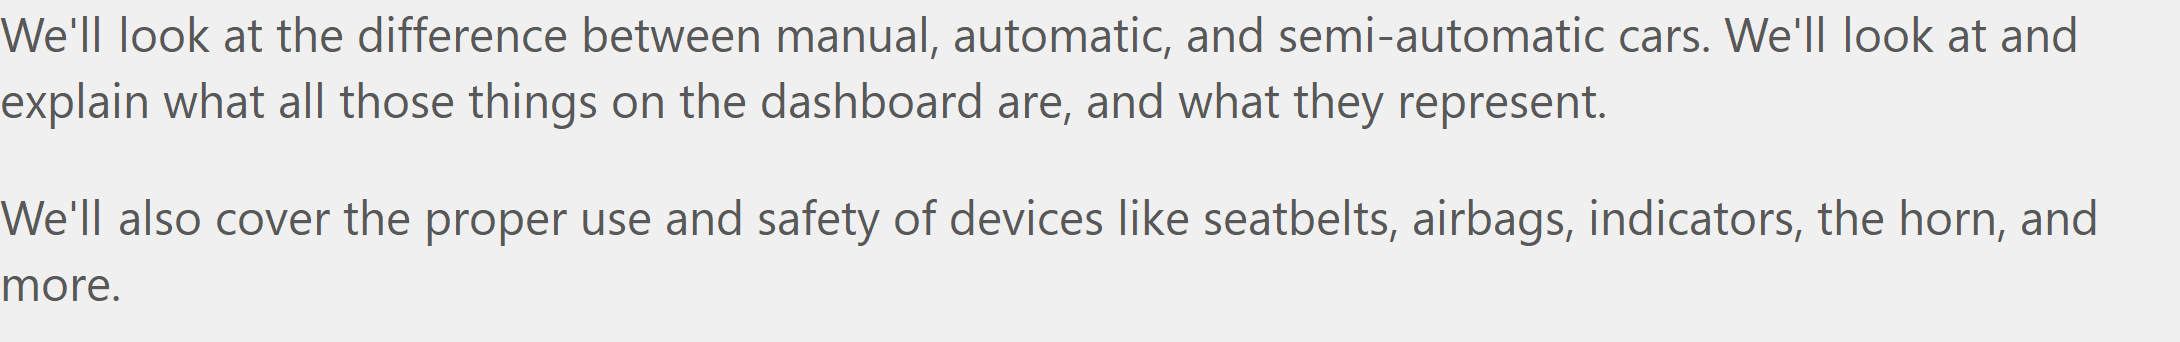 We'll look at the difference between manual, automatic, and semi-automatic cars. We'll look at and
explain what all those things on the dashboard are, and what they represent.
We'll also cover the proper use and safety of devices like seatbelts, airbags, indicators, the horn, and
more.